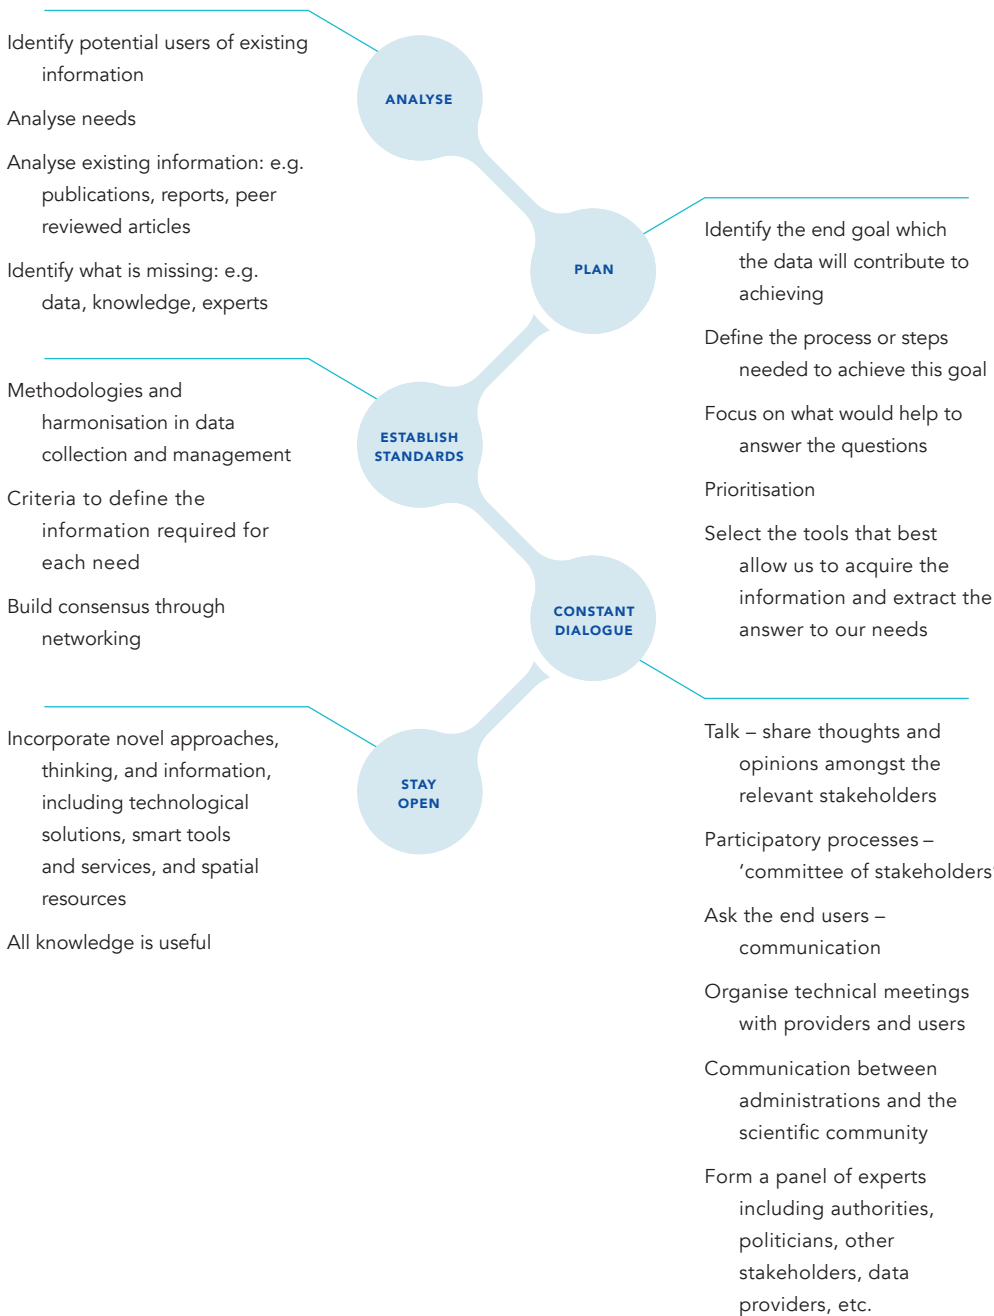 ANALYSE
Identify potential users of existing
information
Analyse needs
Analyse existing information: e.g.
publications, reports, peer
reviewed articles
Identify what is missing: e.g.
data, knowledge, experts
PLAN
Identify the end goal which
the data will contribute to
achieving
Define the process or steps
needed to achieve this goal
Focus on what would help to
answer the questions
Prioritisation
Select the tools that best
allow us to acquire the
information and extract the
answer to our needs
ESTABLISH
STANDARDS
Methodologies and
harmonisation in data
collection and management
Criteria to define the
information required for
each need
Build consensus through
networking
CONSTANT
DIALOGUE
Talk – share thoughts and
opinions amongst the
relevant stakeholders
Participatory processes –
‘committee of stakeholders’
Ask the end users –
communication
Organise technical meetings
with providers and users
Communication between
administrations and the
scientific community
Form a panel of experts
including authorities,
politicians, other
stakeholders, data
providers, etc.
STAY
OPEN
Incorporate novel approaches,
thinking, and information,
including technological
solutions, smart tools
and services, and spatial
resources
All knowledge is useful